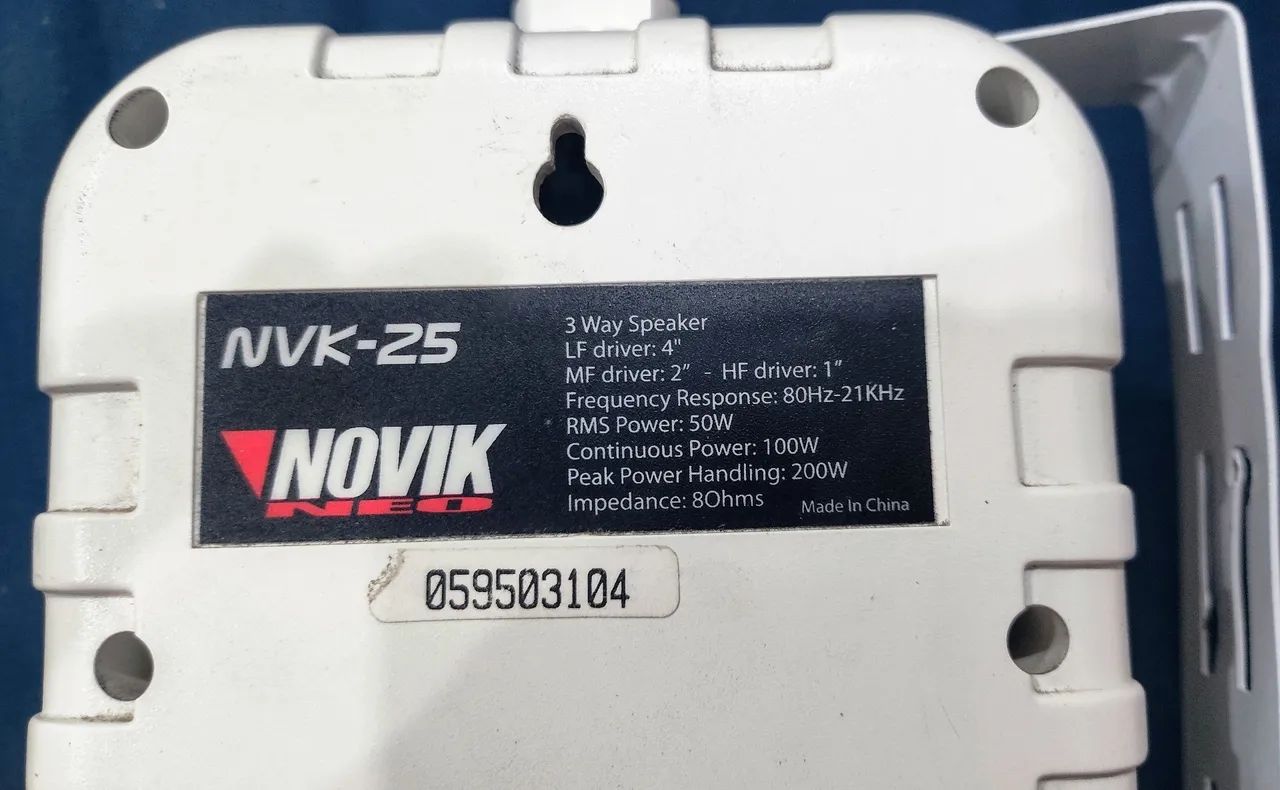 NVK-25
NOVIK
NEO
3 Way Speaker
LF driver: 4"
MF driver: 2" - HF driver: 1"
Frequency Response: 80Hz-21KHz
RMS Power: 50W
Continuous Power: 100W
Peak Power Handling: 200W
Impedance: 8Ohms
Made In China
059503104